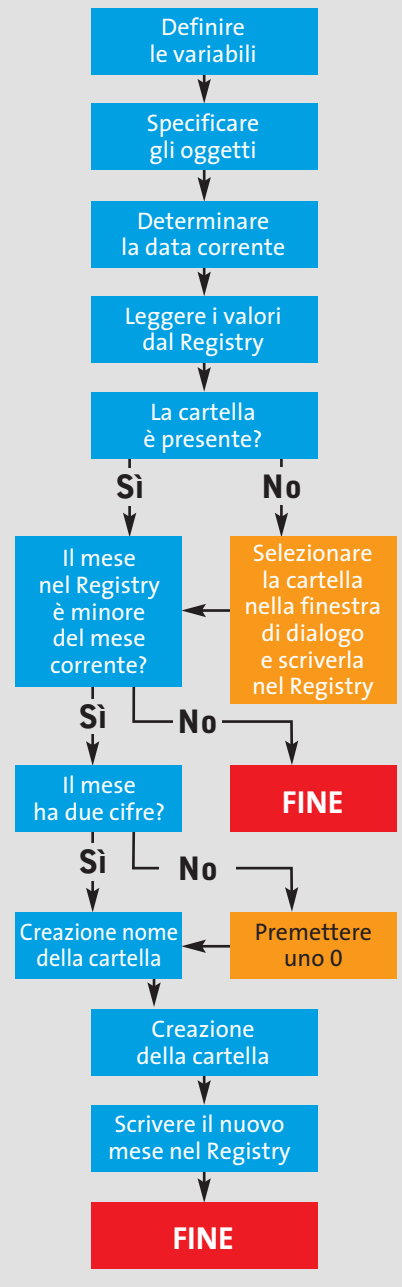 Definire
le variabili
Specificare
gli oggetti
Determinare
la data corrente
Leggere i valori
dal Registry
La cartella
è presente?
Sì
No
Il mese
nel Registry
è minore
del mese
corrente?
Selezionare
la cartella
nella finestra
di dialogo
e scriverla
nel Registry
Sì
No
Il mese
ha due cifre?
FINE
Sì
No
Creazione nome
della cartella
Premettere
uno 0
Creazione
della cartella
Scrivere il nuovo
mese nel Registry
FINE